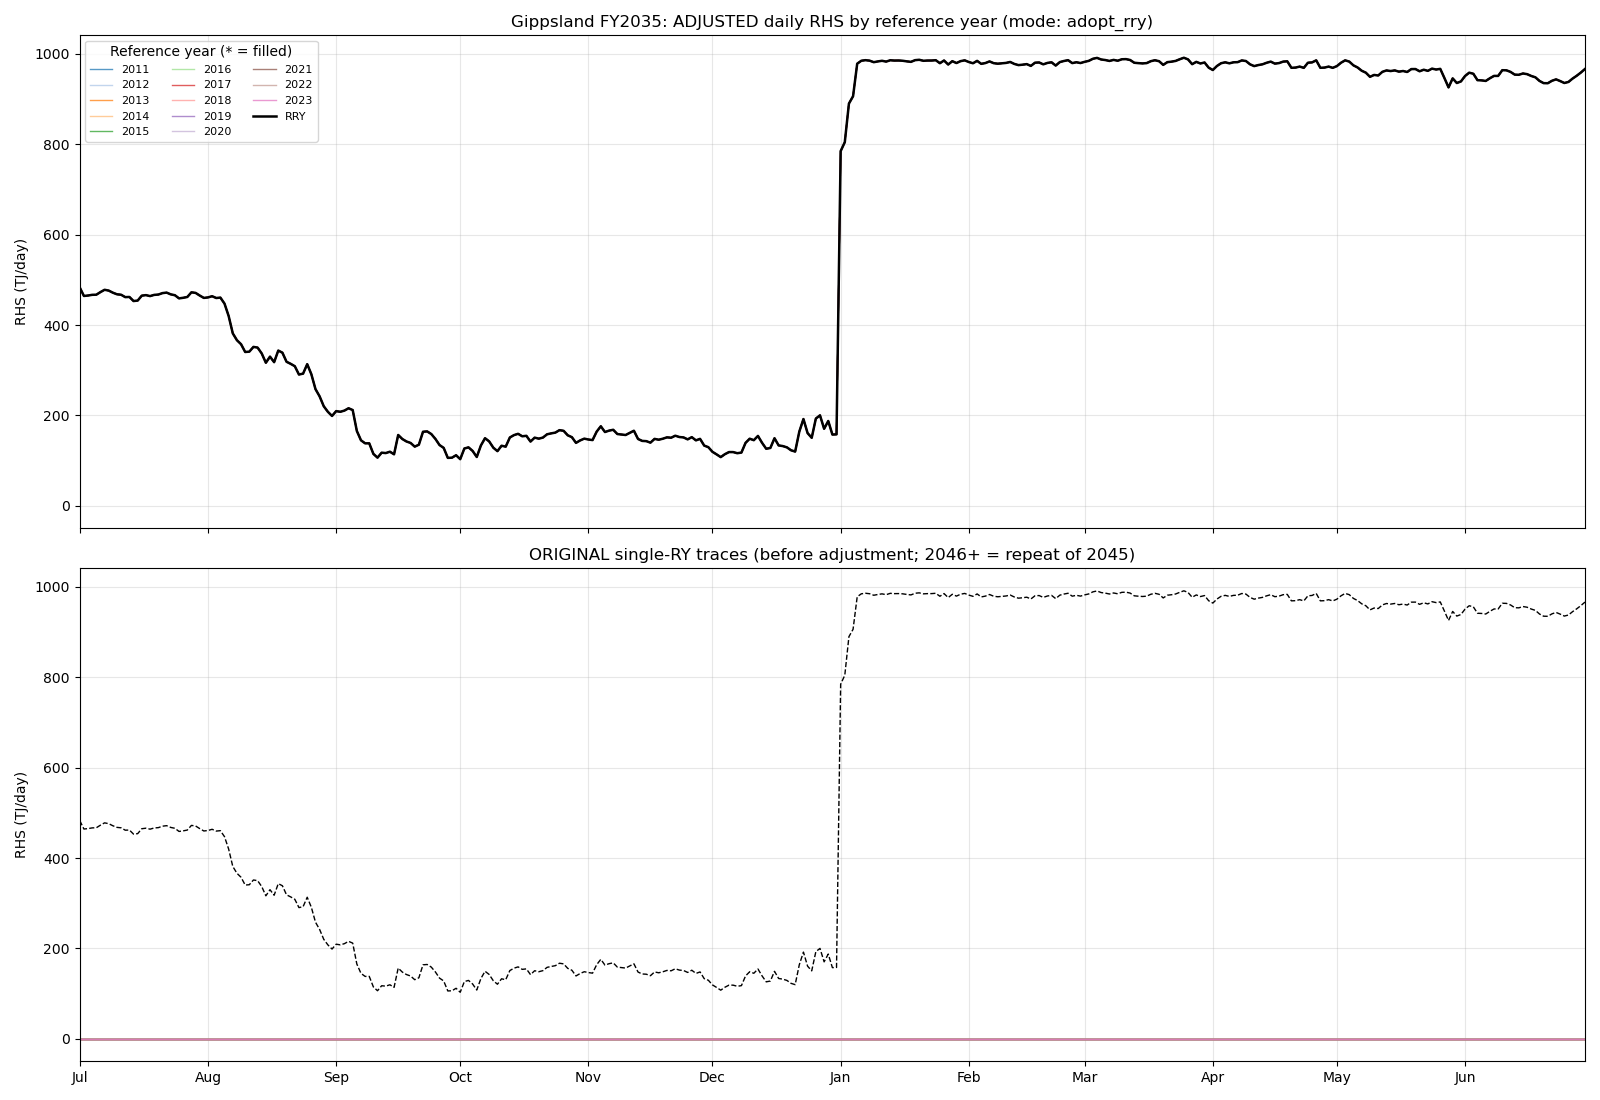 Gippsland FY2035: ADJUSTED daily RHS by reference year (mode: adopt_rry)
RHS (TJ/day)
1000
800
600
400
200
0
Reference year (* = filled)
2011 2016 2021
2012 2017 2022
2013 2018 2023
2014 2019 RRY
2015 2020
ORIGINAL single-RY traces (before adjustment; 2046+ = repeat of 2045)
RHS (TJ/day)
1000
800
600
400
200
0
Jul Aug Sep Oct Nov Dec Jan Feb Mar Apr May Jun